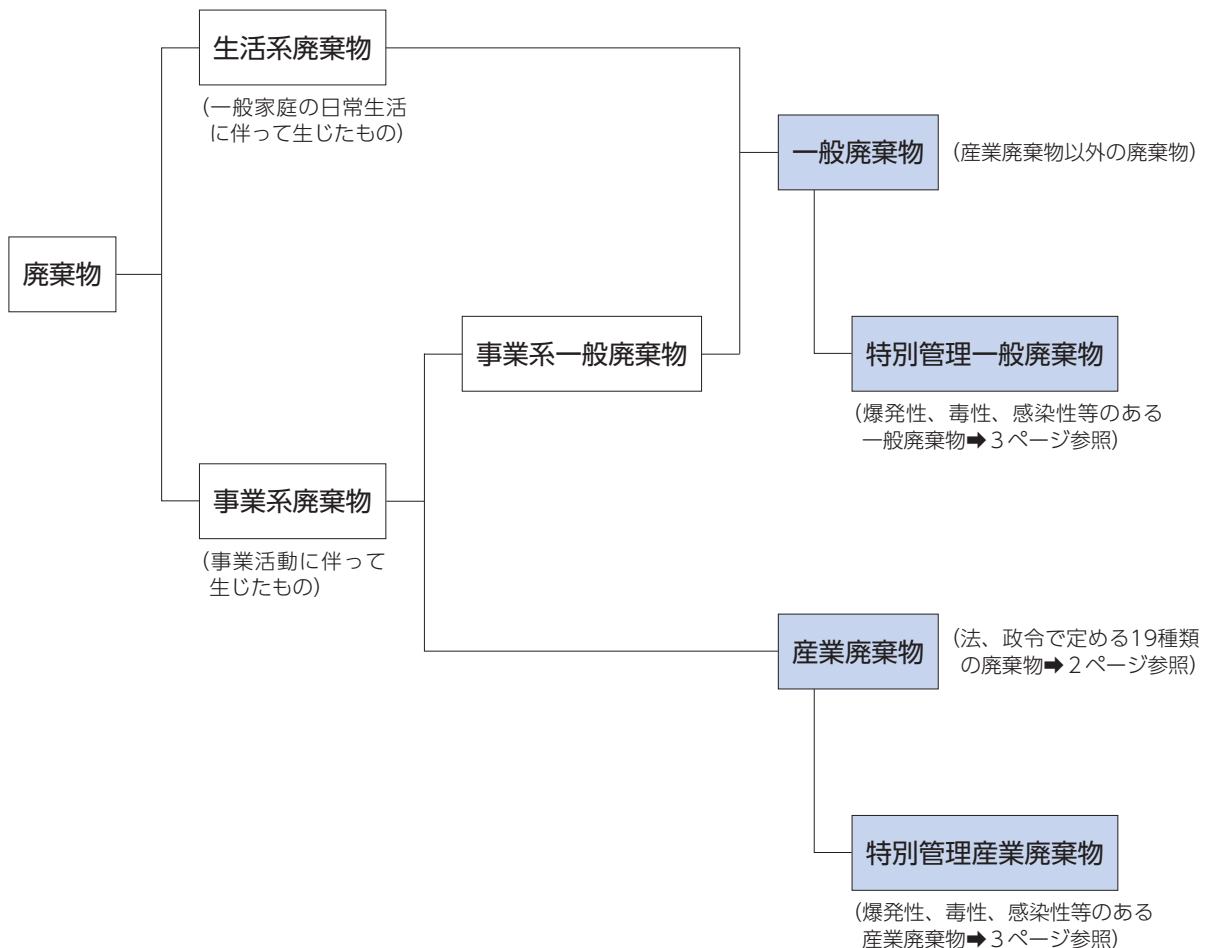 生活系廃棄物
(一般家庭の日常生活
に伴って生じたもの)
一般廃棄物
(産業廃棄物以外の廃棄物)
廃棄物
事業系一般廃棄物
特別管理一般廃棄物
(爆発性、毒性、感染性等のある
一般廃棄物➡3ページ参照)
事業系廃棄物
(事業活動に伴って
生じたもの)
産業廃棄物
(法、政令で定める19種類
の廃棄物➡2ページ参照)
特別管理産業廃棄物
(爆発性、毒性、感染性等のある
産業廃棄物➡3ページ参照)